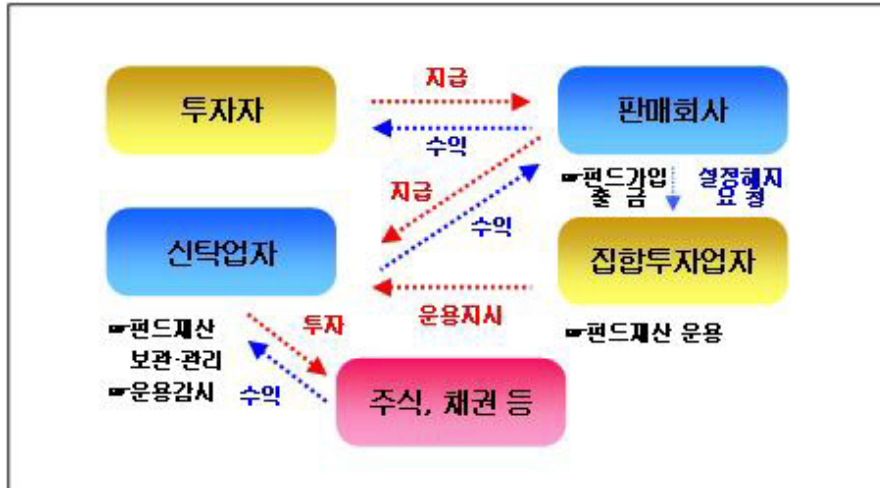 투자자
지급
수익
판매회사
☞펀드가입
출 금
설정해지
요 청
지급
수익
신탁업자
집합투자업자
운용지시
☞펀드재산
보관·관리
☞운용감시
투자
수익
☞펀드재산 운용
주식, 채권 등